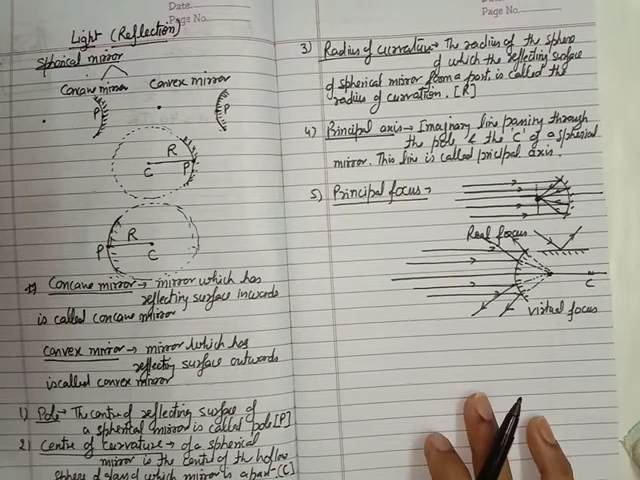 Date
Page No.
Light (Reflection)
Spherical mirror
Concave mirror
Convex mirror
P
P
R
C
P
R
P
C
Concave mirror → mirror which has
reflecting surface inwards
is called concave mirror
Convex mirror → mirror which has
reflecting surface outwards
is called convex mirror
1) Pole → The centre of reflecting surface of
a spherical mirror is called pole [P]
2) Centre of curvature → of a spherical
mirror is the centre of the hollow
sphere of which mirror is a part. (C)
Date
Page No.
3) Radius of curvature → The radius of the sphere
of which the reflecting surface
of spherical mirror form a part, is called the
radius of curvation. [R]
4) Principal axis → Imaginary line passing through
the pole & the 'C' of a spherical
mirror. This line is called pricipal axis.
5) Principal focus →
Real focus
C
virtual focus